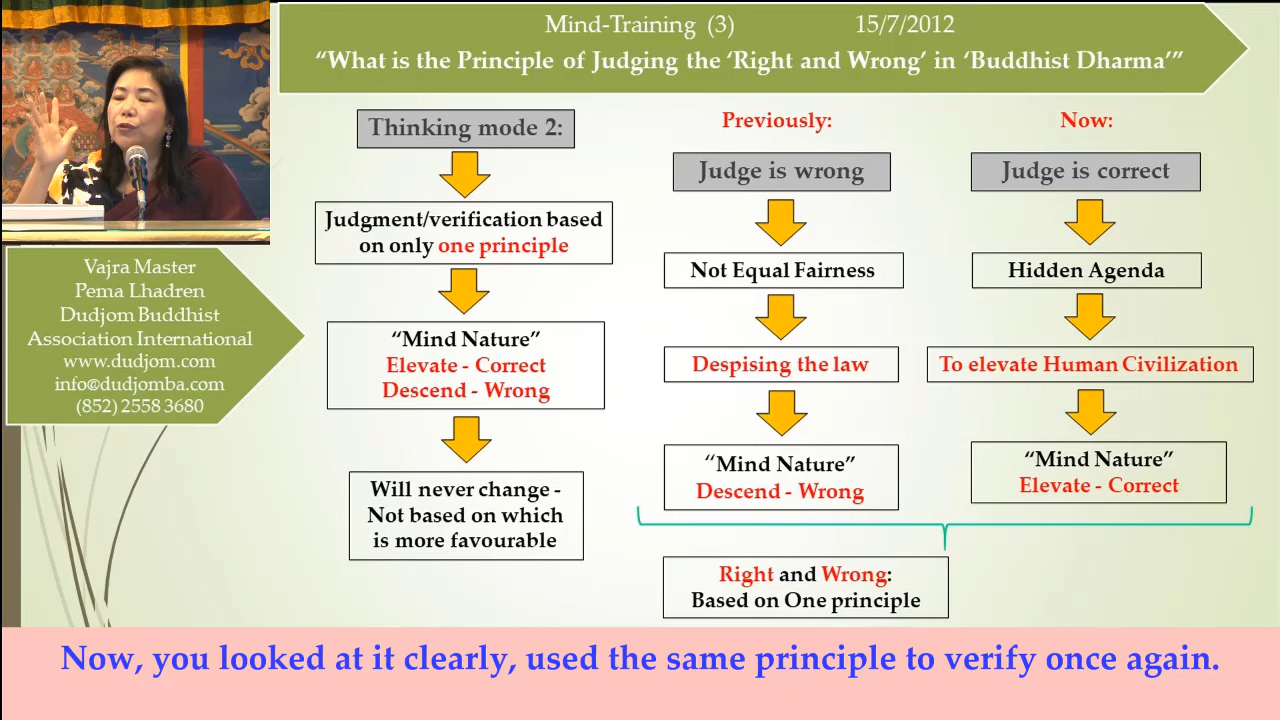 Mind-Training (3) 15/7/2012
“What is the Principle of Judging the ‘Right and Wrong’ in ‘Buddhist Dharma’”
Vajra Master
Pema Lhadren
Dudjom Buddhist
Association International
www.dudjom.com
info@dudjomba.com
(852) 2558 3680
Thinking mode 2:
Judgment/verification based
on only one principle
“Mind Nature”
Elevate - Correct
Descend - Wrong
Will never change -
Not based on which
is more favourable
Previously:
Judge is wrong
Not Equal Fairness
Despising the law
“Mind Nature”
Descend - Wrong
Now:
Judge is correct
Hidden Agenda
To elevate Human Civilization
“Mind Nature”
Elevate - Correct
Right and Wrong:
Based on One principle
Now, you looked at it clearly, used the same principle to verify once again.